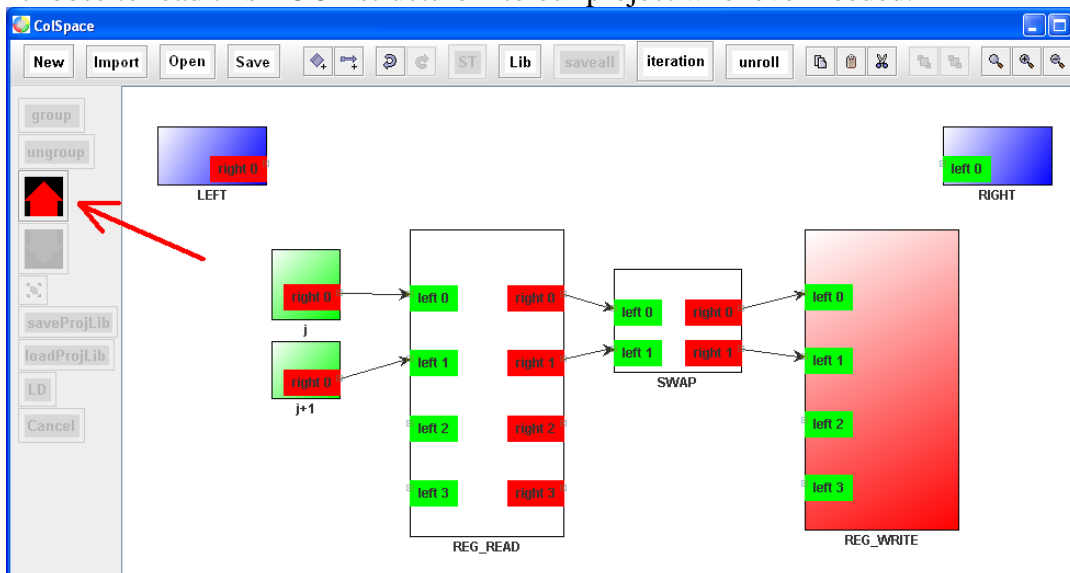 ColSpace
New Import Open Save ST Lib saveall iteration unroll
group
ungroup
saveProjLib
loadProjLib
LD
Cancel
right 0
LEFT
left 0
RIGHT
right 0
j
right 0
j+1
left 0 right 0
left 1 right 1
left 2 right 2
left 3 right 3
REG_READ
left 0 right 0
left 1 right 1
SWAP
left 0
left 1
left 2
left 3
REG_WRITE